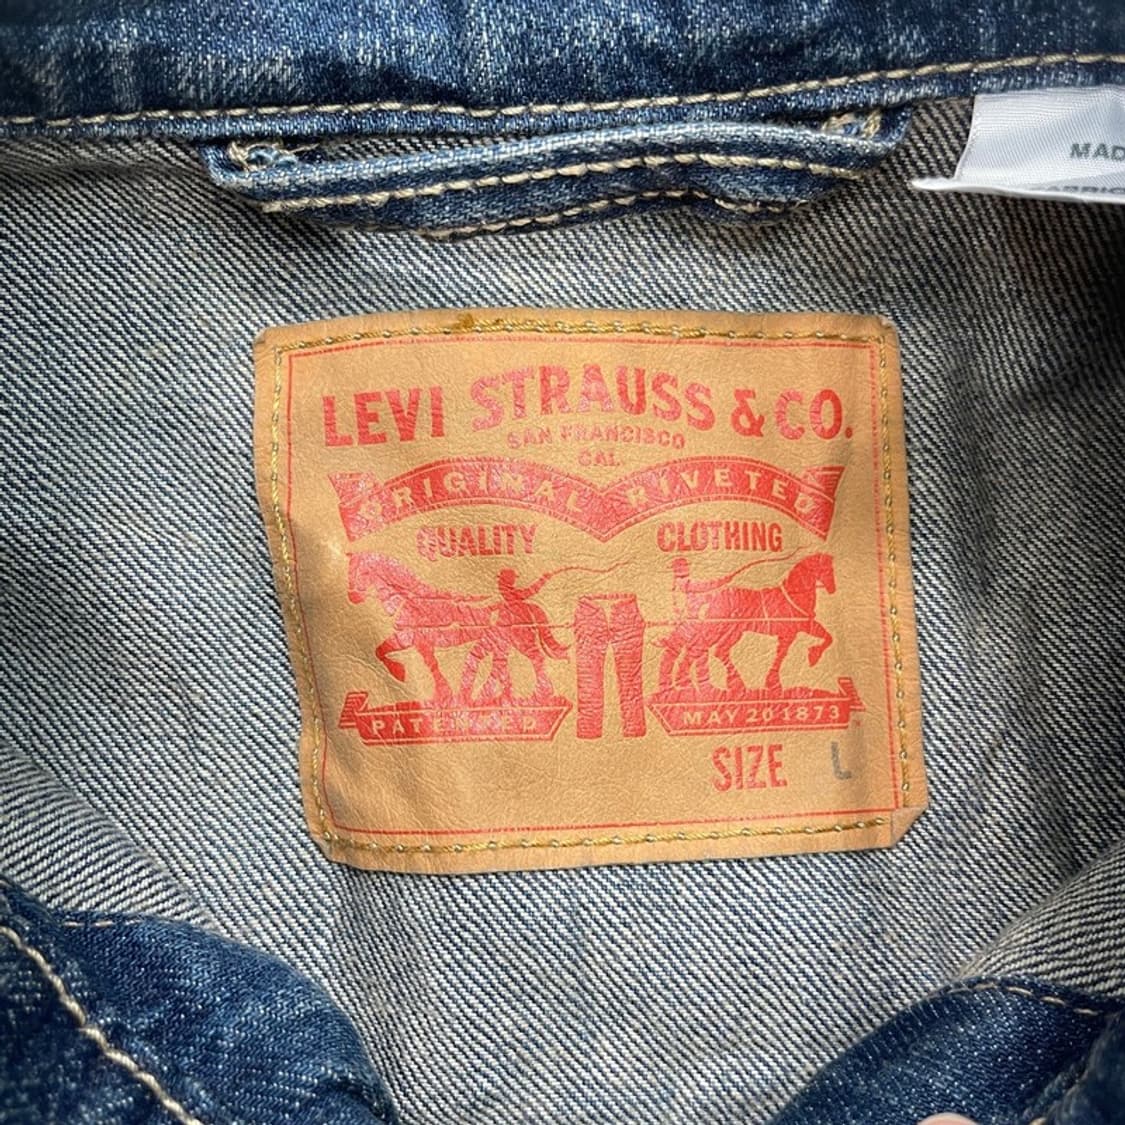 MAD
LEVI STRAUSS & CO.
SAN FRANCISCO
CAL.
ORIGINAL RIVETED
QUALITY CLOTHING
PATENTED MAY 20 1873
SIZE L